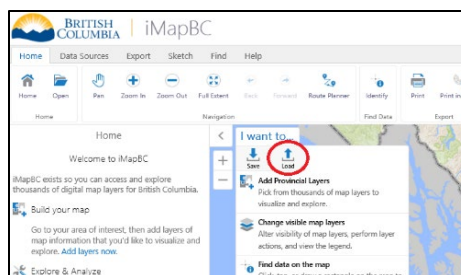 BRITISH
COLUMBIA
iMapBC
Home Data Sources Export Sketch Find Help
Home Open Pan Zoom In Zoom Out Full Extent Back Forward Route Planner Identify Print Print in
Home Navigation Find Data Export
Home
Welcome to iMapBC
iMapBC exists so you can access and explore
thousands of digital map layers for British Columbia.
Build your map
Go to your area of interest, then add layers of
map information that you'd like to visualize and
explore. Add layers now.
Explore & Analyze
I want to...
Save Load
Add Provincial Layers
Pick from thousands of map layers to
visualize and explore.
Change visible map layers
Alter visibility of map layers, perform layer
actions, and view the legend.
Find data on the map